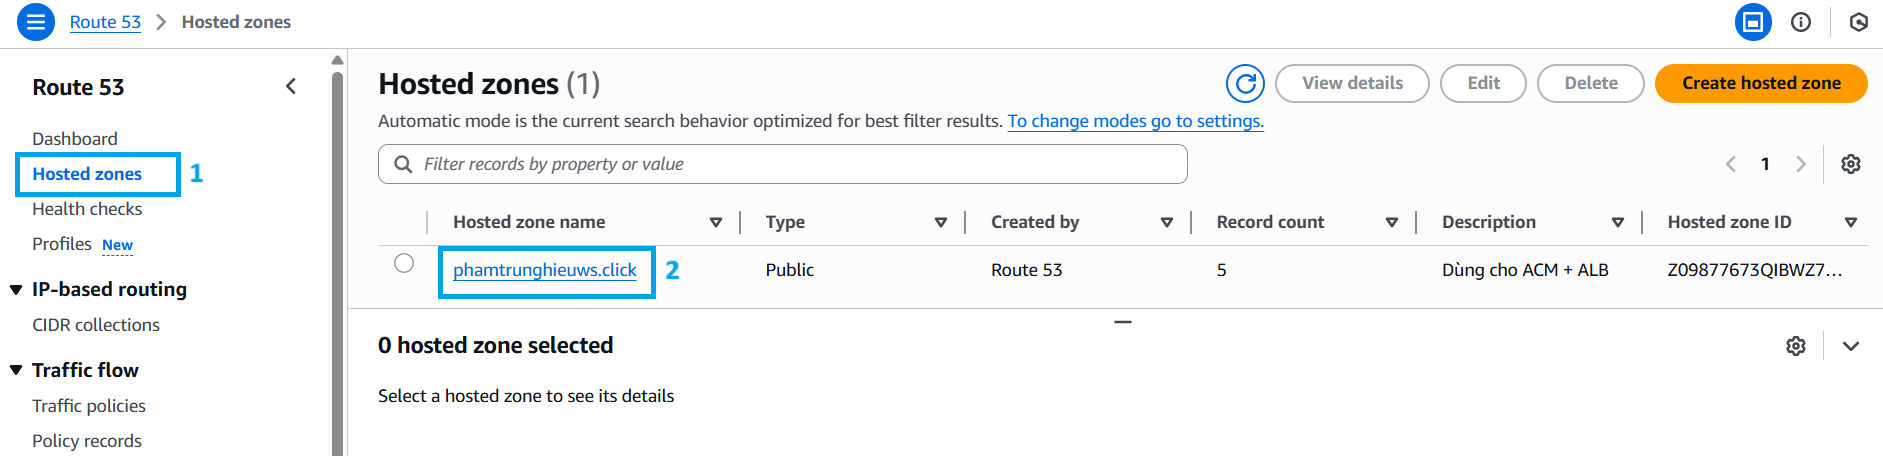 Route 53 > Hosted zones
Route 53
Dashboard
Hosted zones 1
Health checks
Profiles New
IP-based routing
CIDR collections
Traffic flow
Traffic policies
Policy records
Hosted zones (1)
View details
Edit
Delete
Create hosted zone
Automatic mode is the current search behavior optimized for best filter results. To change modes go to settings.
Filter records by property or value
1
Hosted zone name Type Created by Record count Description Hosted zone ID
phamtrunghieuws.click 2 Public Route 53 5 Dùng cho ACM + ALB Z09877673QIBWZ7...
0 hosted zone selected
Select a hosted zone to see its details